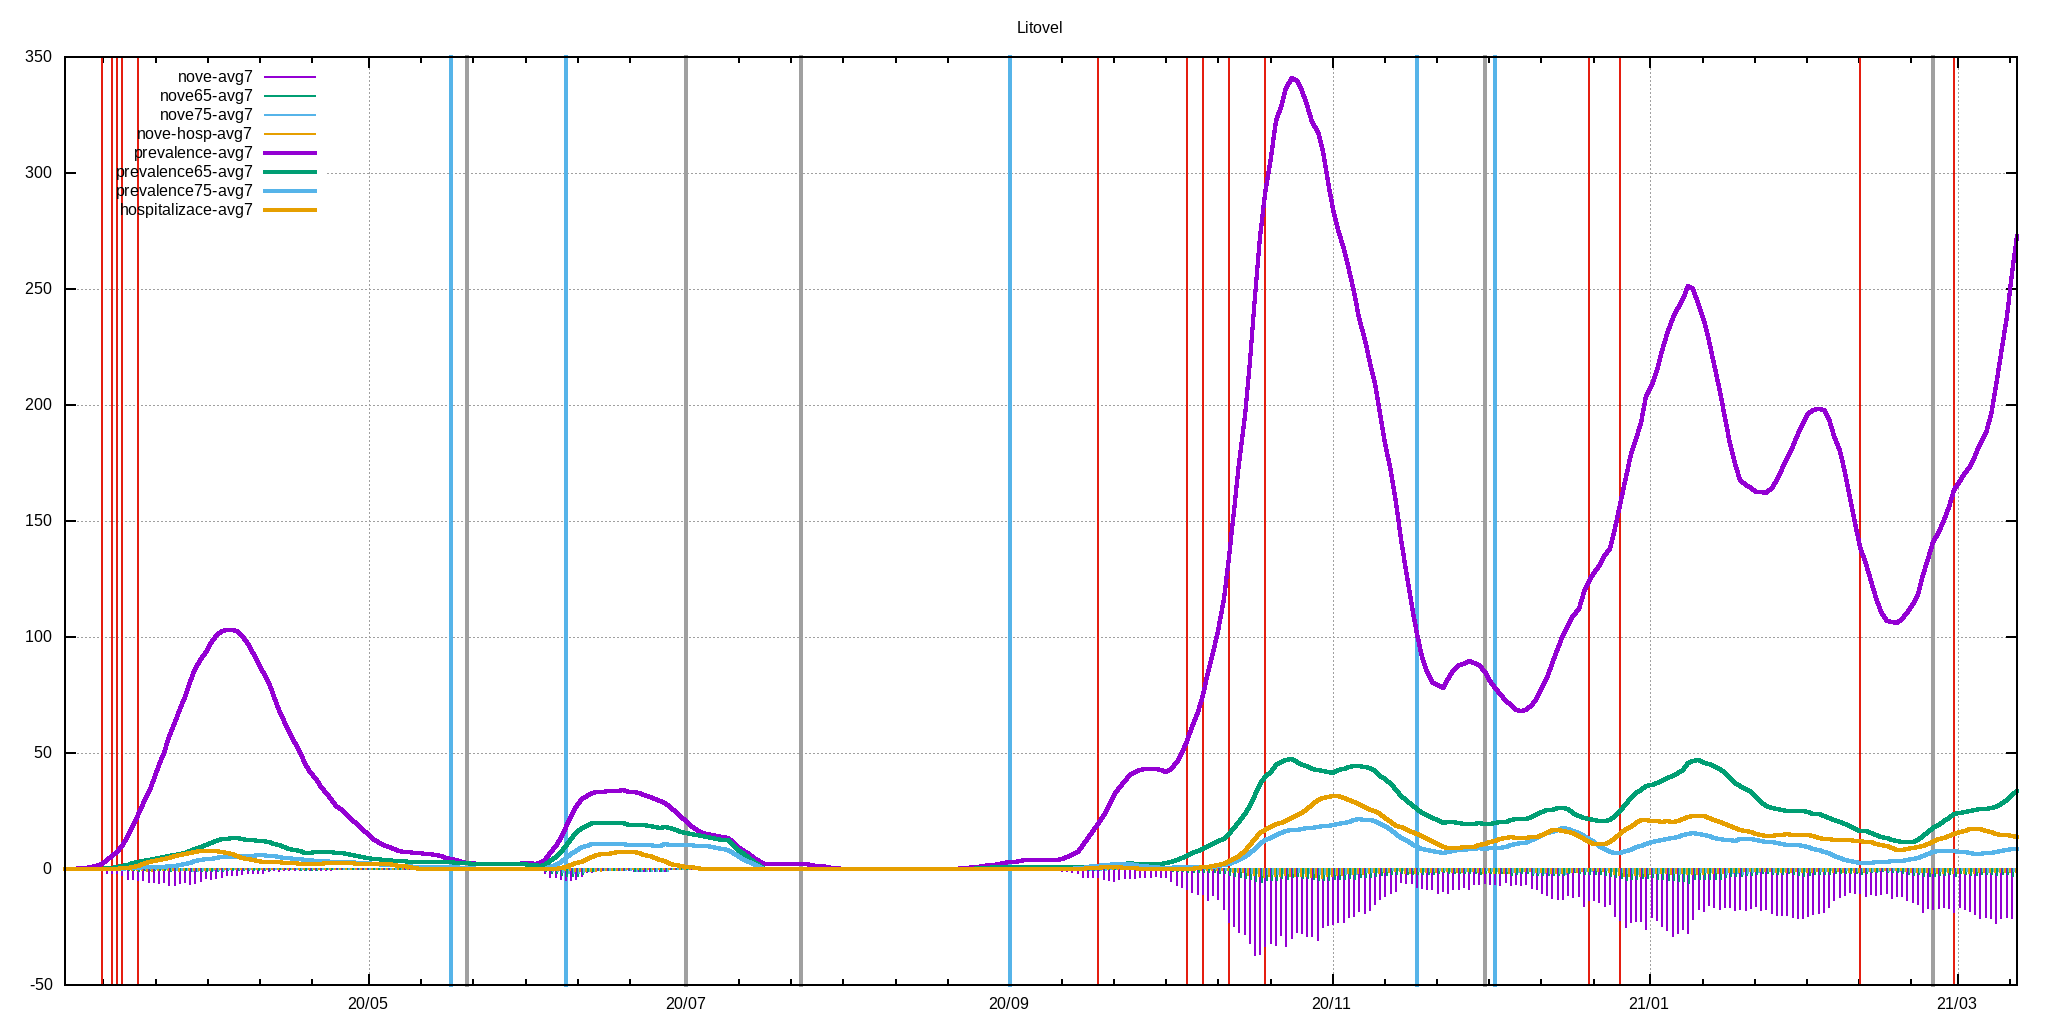 Litovel
350
300
250
200
150
100
50
0
-50
nove-avg7
nove65-avg7
nove75-avg7
nove-hosp-avg7
prevalence-avg7
prevalence65-avg7
prevalence75-avg7
hospitalizace-avg7
20/05
20/07
20/09
20/11
21/01
21/03